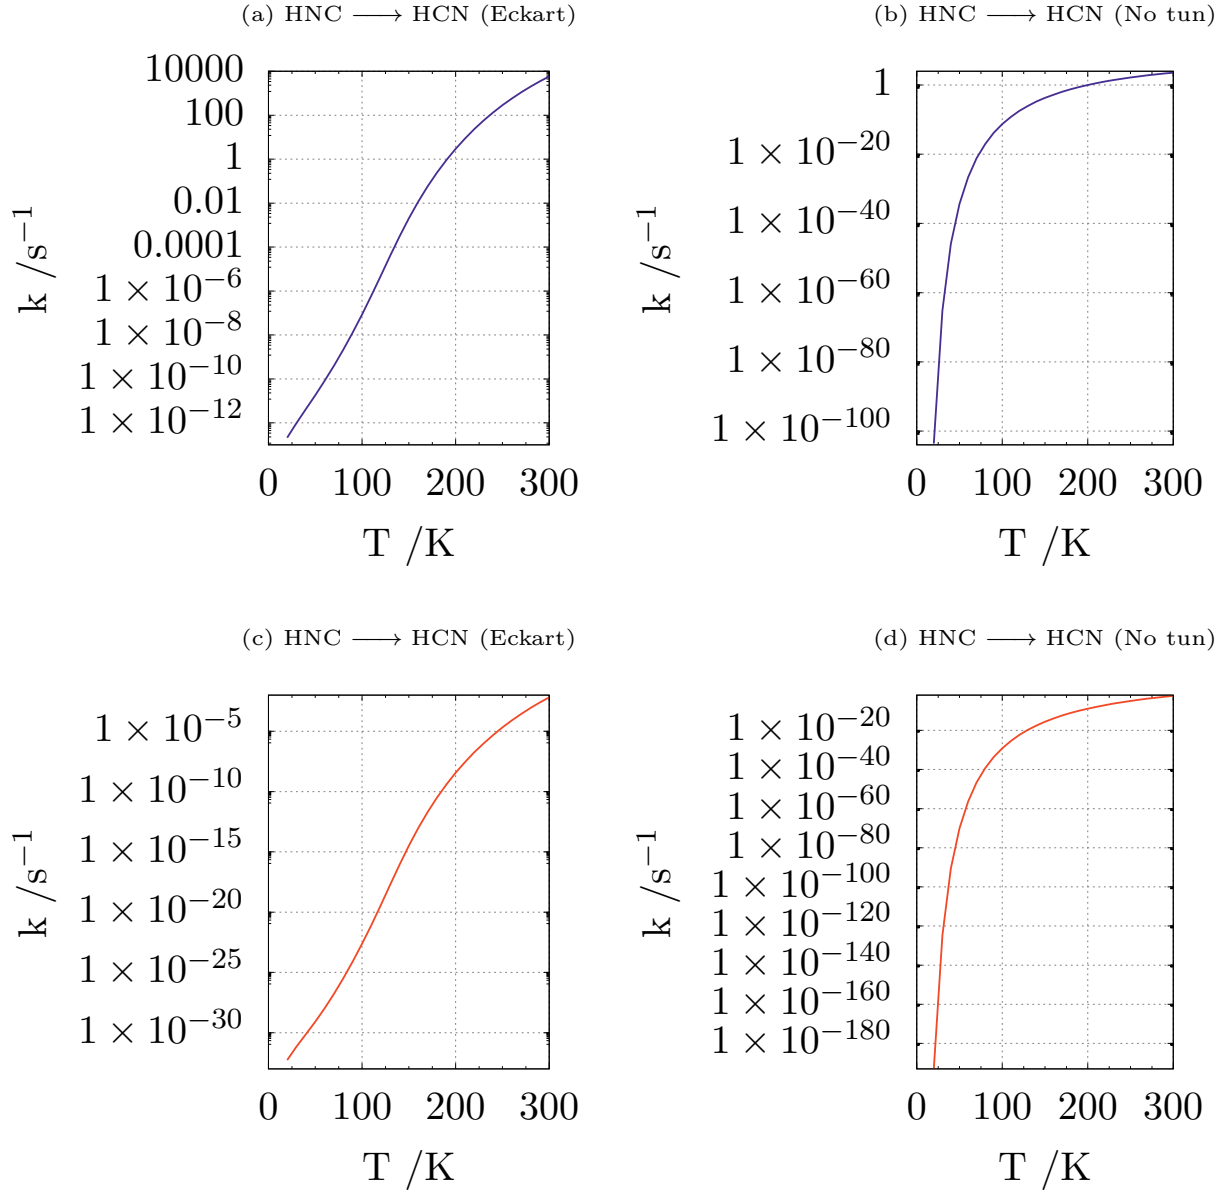 (a) HNC ⟶ HCN (Eckart)
10000
100
1
0.01
0.0001
1 × 10⁻⁶
1 × 10⁻⁸
1 × 10⁻¹⁰
1 × 10⁻¹²
k /s⁻¹
0 100 200 300
T /K
(b) HNC ⟶ HCN (No tun)
1
1 × 10⁻²⁰
1 × 10⁻⁴⁰
1 × 10⁻⁶⁰
1 × 10⁻⁸⁰
1 × 10⁻¹⁰⁰
k /s⁻¹
0 100 200 300
T /K
(c) HNC ⟶ HCN (Eckart)
1 × 10⁻⁵
1 × 10⁻¹⁰
1 × 10⁻¹⁵
1 × 10⁻²⁰
1 × 10⁻²⁵
1 × 10⁻³⁰
k /s⁻¹
0 100 200 300
T /K
(d) HNC ⟶ HCN (No tun)
1 × 10⁻²⁰
1 × 10⁻⁴⁰
1 × 10⁻⁶⁰
1 × 10⁻⁸⁰
1 × 10⁻¹⁰⁰
1 × 10⁻¹²⁰
1 × 10⁻¹⁴⁰
1 × 10⁻¹⁶⁰
1 × 10⁻¹⁸⁰
k /s⁻¹
0 100 200 300
T /K